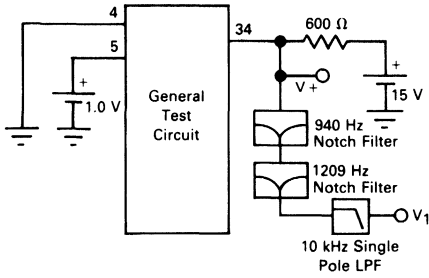 4
5
34
600 Ω
+
1.0 V
General
Test
Circuit
V+
+
15 V
940 Hz
Notch Filter
1209 Hz
Notch Filter
V1
10 kHz Single
Pole LPF